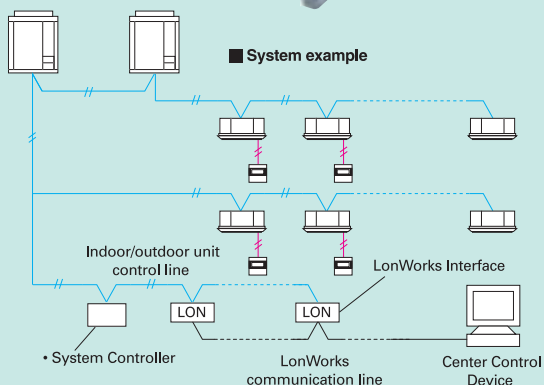 ■ System example
Indoor/outdoor unit
control line
LonWorks Interface
LON
LON
• System Controller
LonWorks
communication line
Center Control
Device